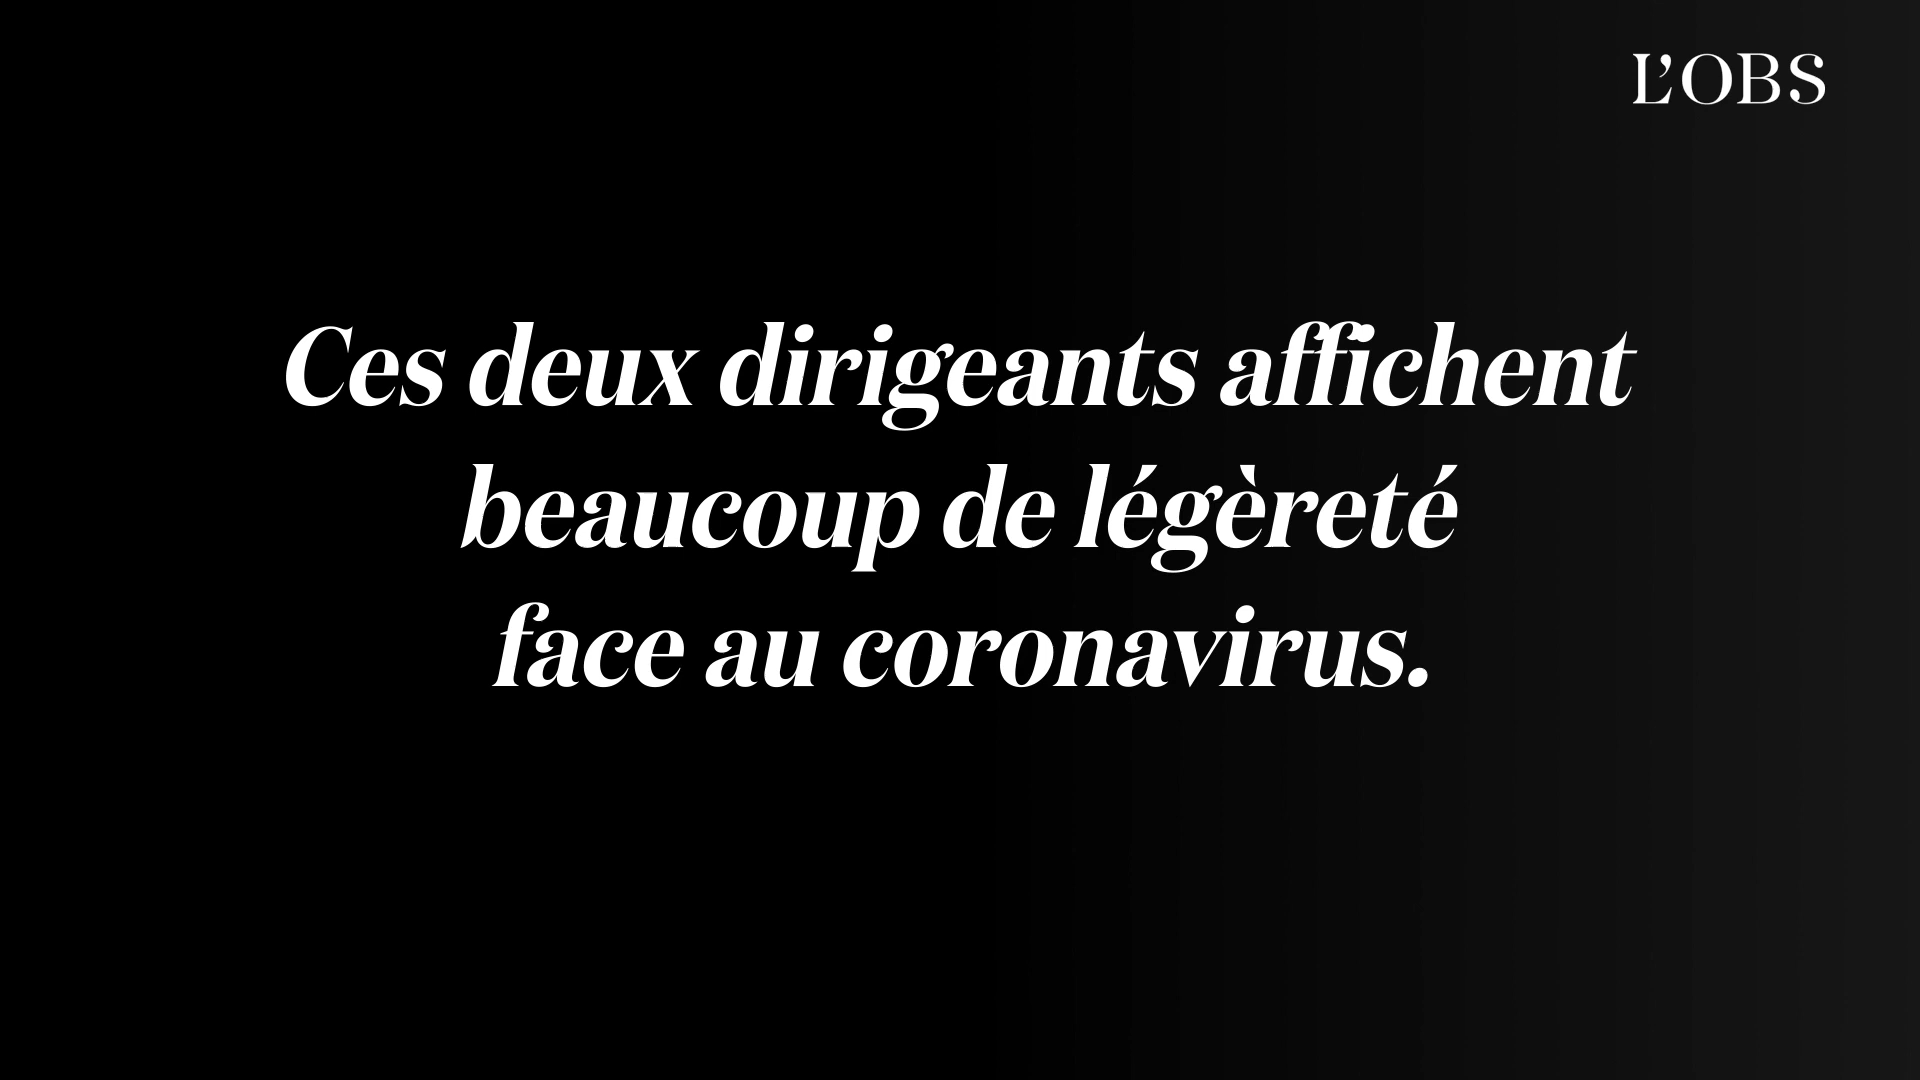 L'OBS
Ces deux dirigeants affichent
beaucoup de légèreté
face au coronavirus.